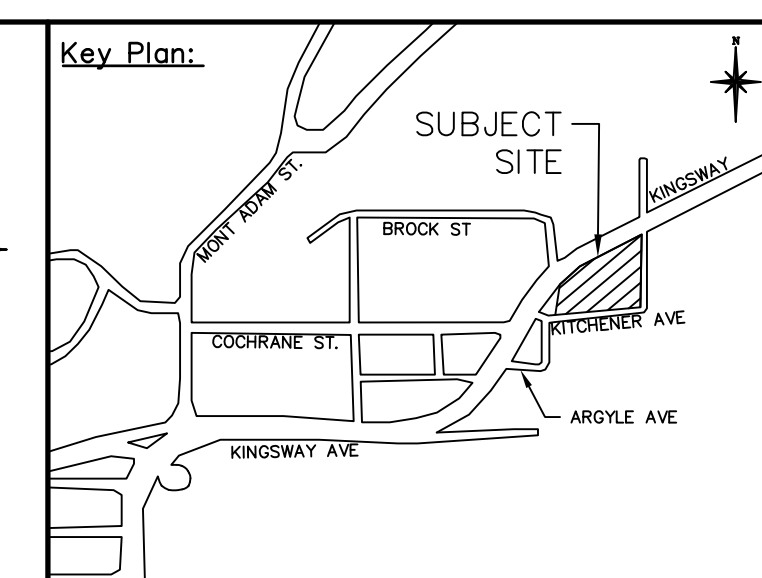 Key Plan:
N
SUBJECT
SITE
KINGSWAY
MONT ADAM ST.
BROCK ST
KITCHENER AVE
COCHRANE ST.
ARGYLE AVE
KINGSWAY AVE